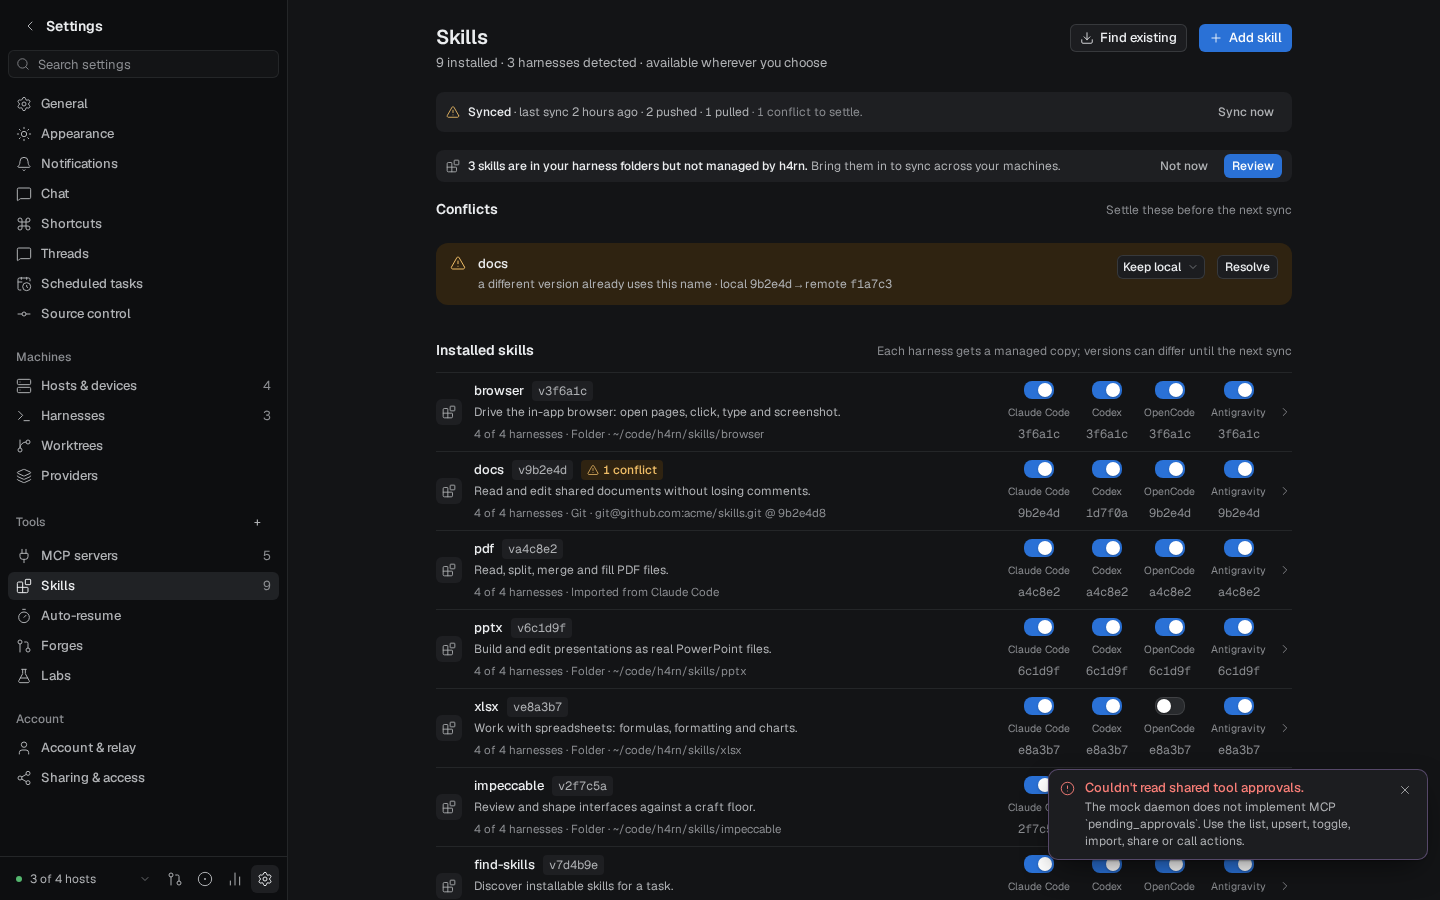 Settings
Search settings
General
Appearance
Notifications
Chat
Shortcuts
Threads
Scheduled tasks
Source control
Machines
Hosts & devices 4
Harnesses 3
Worktrees
Providers
Tools +
MCP servers 5
Skills 9
Auto-resume
Forges
Labs
Account
Account & relay
Sharing & access
3 of 4 hosts
Skills
Find existing
Add skill
9 installed · 3 harnesses detected · available wherever you choose
Synced · last sync 2 hours ago · 2 pushed · 1 pulled · 1 conflict to settle.
Sync now
3 skills are in your harness folders but not managed by h4rn. Bring them in to sync across your machines.
Not now
Review
Conflicts
Settle these before the next sync
docs
a different version already uses this name · local 9b2e4d→remote f1a7c3
Keep local
Resolve
Installed skills
Each harness gets a managed copy; versions can differ until the next sync
browser v3f6a1c
Drive the in-app browser: open pages, click, type and screenshot.
4 of 4 harnesses · Folder · ~/code/h4rn/skills/browser
Claude Code Codex OpenCode Antigravity
3f6a1c 3f6a1c 3f6a1c 3f6a1c
docs v9b2e4d 1 conflict
Read and edit shared documents without losing comments.
4 of 4 harnesses · Git · git@github.com:acme/skills.git @ 9b2e4d8
Claude Code Codex OpenCode Antigravity
9b2e4d 1d7f0a 9b2e4d 9b2e4d
pdf va4c8e2
Read, split, merge and fill PDF files.
4 of 4 harnesses · Imported from Claude Code
Claude Code Codex OpenCode Antigravity
a4c8e2 a4c8e2 a4c8e2 a4c8e2
pptx v6c1d9f
Build and edit presentations as real PowerPoint files.
4 of 4 harnesses · Folder · ~/code/h4rn/skills/pptx
Claude Code Codex OpenCode Antigravity
6c1d9f 6c1d9f 6c1d9f 6c1d9f
xlsx ve8a3b7
Work with spreadsheets: formulas, formatting and charts.
4 of 4 harnesses · Folder · ~/code/h4rn/skills/xlsx
Claude Code Codex OpenCode Antigravity
e8a3b7 e8a3b7 e8a3b7 e8a3b7
impeccable v2f7c5a
Review and shape interfaces against a craft floor.
4 of 4 harnesses · Folder · ~/code/h4rn/skills/impeccable
Claude
find-skills v7d4b9e
Discover installable skills for a task.
Claude Code Codex OpenCode Antigravity
Couldn't read shared tool approvals.
The mock daemon does not implement MCP
`pending_approvals`. Use the list, upsert, toggle,
import, share or call actions.